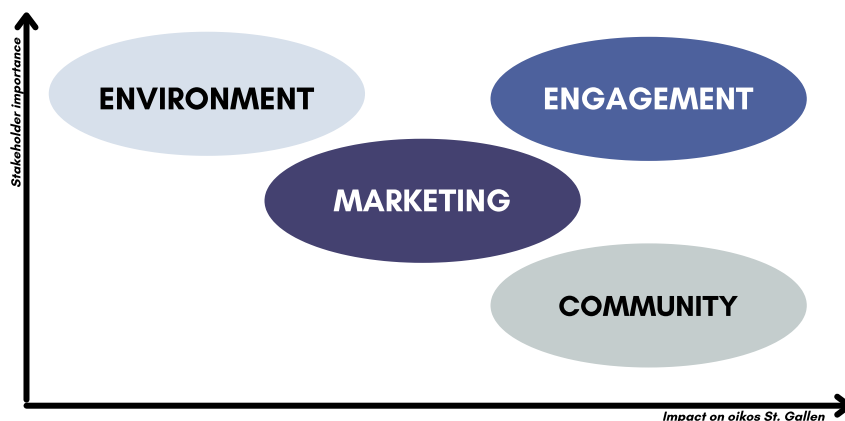 Stakeholder importance
ENVIRONMENT
ENGAGEMENT
MARKETING
COMMUNITY
Impact on oikos St. Gallen